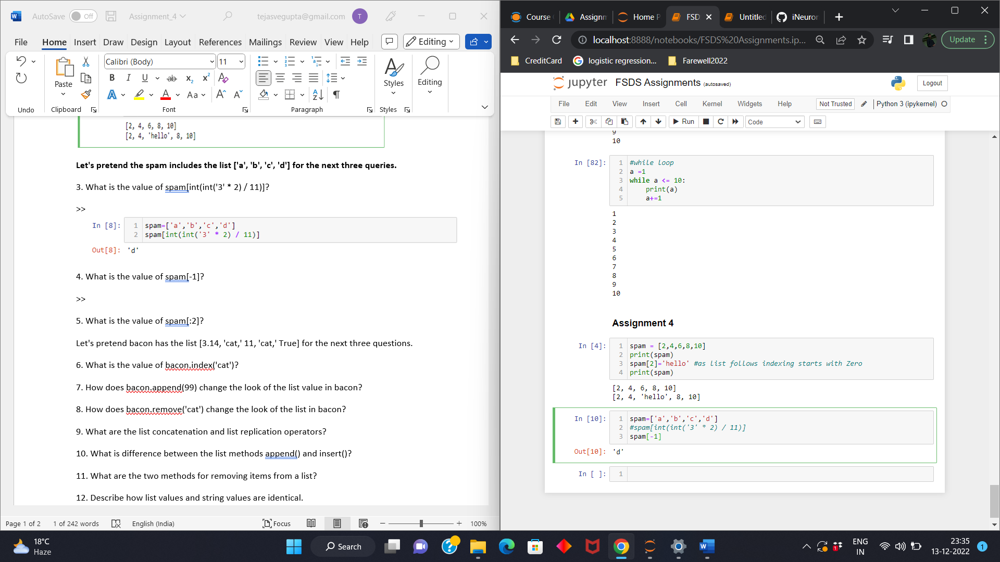 AutoSave Off Assignment_4 tejasvegupta@gmail.com T
File Home Insert Draw Design Layout References Mailings Review View Help Editing
Calibri (Body) 11
Paste
B I U ab x2 x2 A
A A Aa A A
Styles
Editing
Undo Clipboard Font Paragraph Styles
[2, 4, 6, 8, 10]
[2, 4, 'hello', 8, 10]
Let's pretend the spam includes the list ['a', 'b', 'c', 'd'] for the next three queries.
3. What is the value of spam[int(int('3' * 2) / 11)]?
>>
In [8]: 1 spam=['a','b','c','d']
2 spam[int(int('3' * 2) / 11)]
Out[8]: 'd'
4. What is the value of spam[-1]?
>>
5. What is the value of spam[:2]?
Let's pretend bacon has the list [3.14, 'cat,' 11, 'cat,' True] for the next three questions.
6. What is the value of bacon.index('cat')?
7. How does bacon.append(99) change the look of the list value in bacon?
8. How does bacon.remove('cat') change the look of the list in bacon?
9. What are the list concatenation and list replication operators?
10. What is difference between the list methods append() and insert()?
11. What are the two methods for removing items from a list?
12. Describe how list values and string values are identical.
Page 1 of 2 1 of 242 words English (India) Focus 100%
Course Assignm Home P FSD Untitled iNeuror
localhost:8888/notebooks/FSDS%20Assignments.ip... Update
CreditCard logistic regression... Farewell2022
jupyter FSDS Assignments (autosaved) Logout
File Edit View Insert Cell Kernel Widgets Help Not Trusted Python 3 (ipykernel)
Run Code
9
10
In [82]: 1 #while loop
2 a =1
3 while a <= 10:
4 print(a)
5 a+=1
1
2
3
4
5
6
7
8
9
10
Assignment 4
In [4]: 1 spam = [2,4,6,8,10]
2 print(spam)
3 spam[2]='hello' #as list follows indexing starts with Zero
4 print(spam)
[2, 4, 6, 8, 10]
[2, 4, 'hello', 8, 10]
In [10]: 1 spam=['a','b','c','d']
2 #spam[int(int('3' * 2) / 11)]
3 spam[-1]
Out[10]: 'd'
In [ ]: 1
18°C
Haze
Search
ENG
IN
23:35
13-12-2022
1